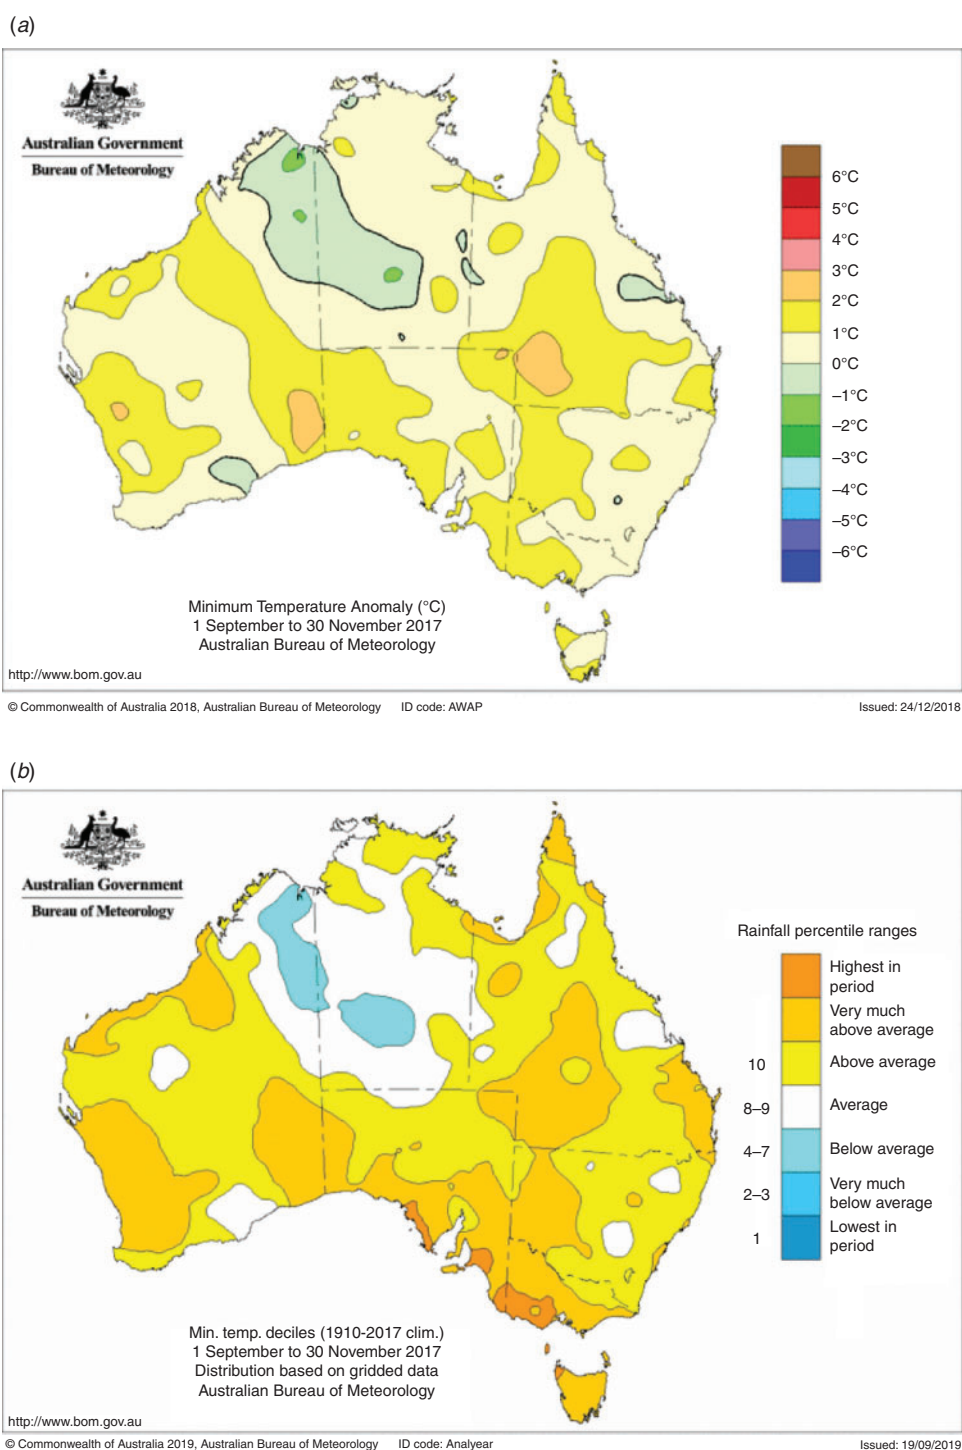 (a)
Australian Government
Bureau of Meteorology
6°C
5°C
4°C
3°C
2°C
1°C
0°C
–1°C
–2°C
–3°C
–4°C
–5°C
–6°C
Minimum Temperature Anomaly (°C)
1 September to 30 November 2017
Australian Bureau of Meteorology
http://www.bom.gov.au
© Commonwealth of Australia 2018, Australian Bureau of Meteorology ID code: AWAP Issued: 24/12/2018
(b)
Australian Government
Bureau of Meteorology
Rainfall percentile ranges
Highest in
period
Very much
above average
10 Above average
8–9 Average
4–7 Below average
2–3 Very much
below average
1 Lowest in
period
Min. temp. deciles (1910-2017 clim.)
1 September to 30 November 2017
Distribution based on gridded data
Australian Bureau of Meteorology
http://www.bom.gov.au
© Commonwealth of Australia 2019, Australian Bureau of Meteorology ID code: Analyear Issued: 19/09/2019